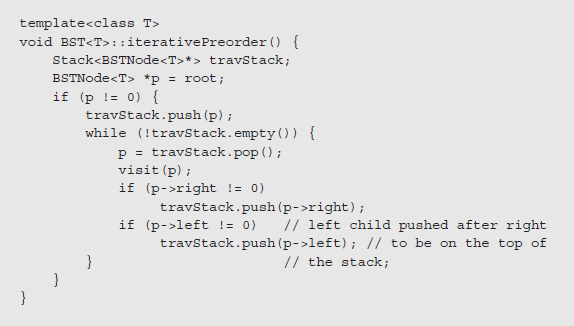 template<class T>
void BST<T>::iterativePreorder() {
    Stack<BSTNode<T>*> travStack;
    BSTNode<T> *p = root;
    if (p != 0) {
        travStack.push(p);
        while (!travStack.empty()) {
            p = travStack.pop();
            visit(p);
            if (p->right != 0)
                 travStack.push(p->right);
            if (p->left != 0)   // left child pushed after right
                 travStack.push(p->left); // to be on the top of
        }                       // the stack;
    }
}